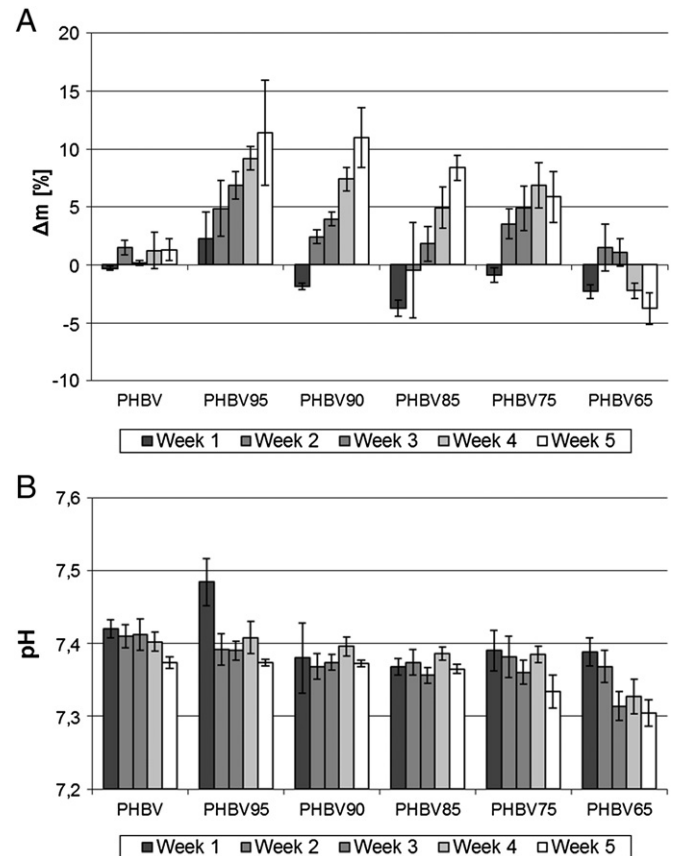 A
20
15
10
5
0
-5
-10
Δm [%]
PHBV PHBV95 PHBV90 PHBV85 PHBV75 PHBV65
Week 1 Week 2 Week 3 Week 4 Week 5
B
7,6
7,5
7,4
7,3
7,2
pH
PHBV PHBV95 PHBV90 PHBV85 PHBV75 PHBV65
Week 1 Week 2 Week 3 Week 4 Week 5